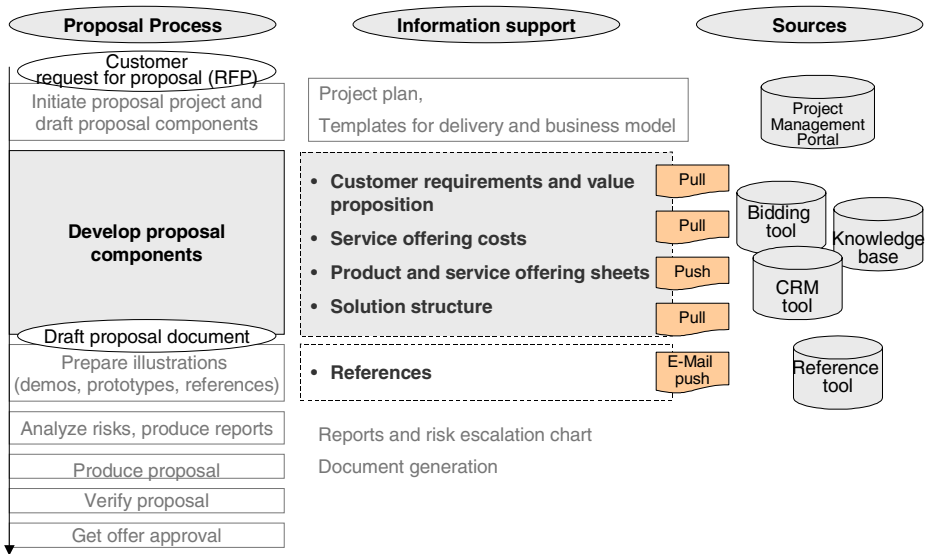 Proposal Process
Information support
Sources
Customer
request for proposal (RFP)
Initiate proposal project and
draft proposal components
Project plan,
Templates for delivery and business model
Project
Management
Portal
Develop proposal
components
• Customer requirements and value
proposition
• Service offering costs
• Product and service offering sheets
• Solution structure
Pull
Pull
Push
Pull
Bidding
tool
Knowledge
base
CRM
tool
Draft proposal document
Prepare illustrations
(demos, prototypes, references)
• References
E-Mail
push
Reference
tool
Analyze risks, produce reports
Reports and risk escalation chart
Produce proposal
Document generation
Verify proposal
Get offer approval